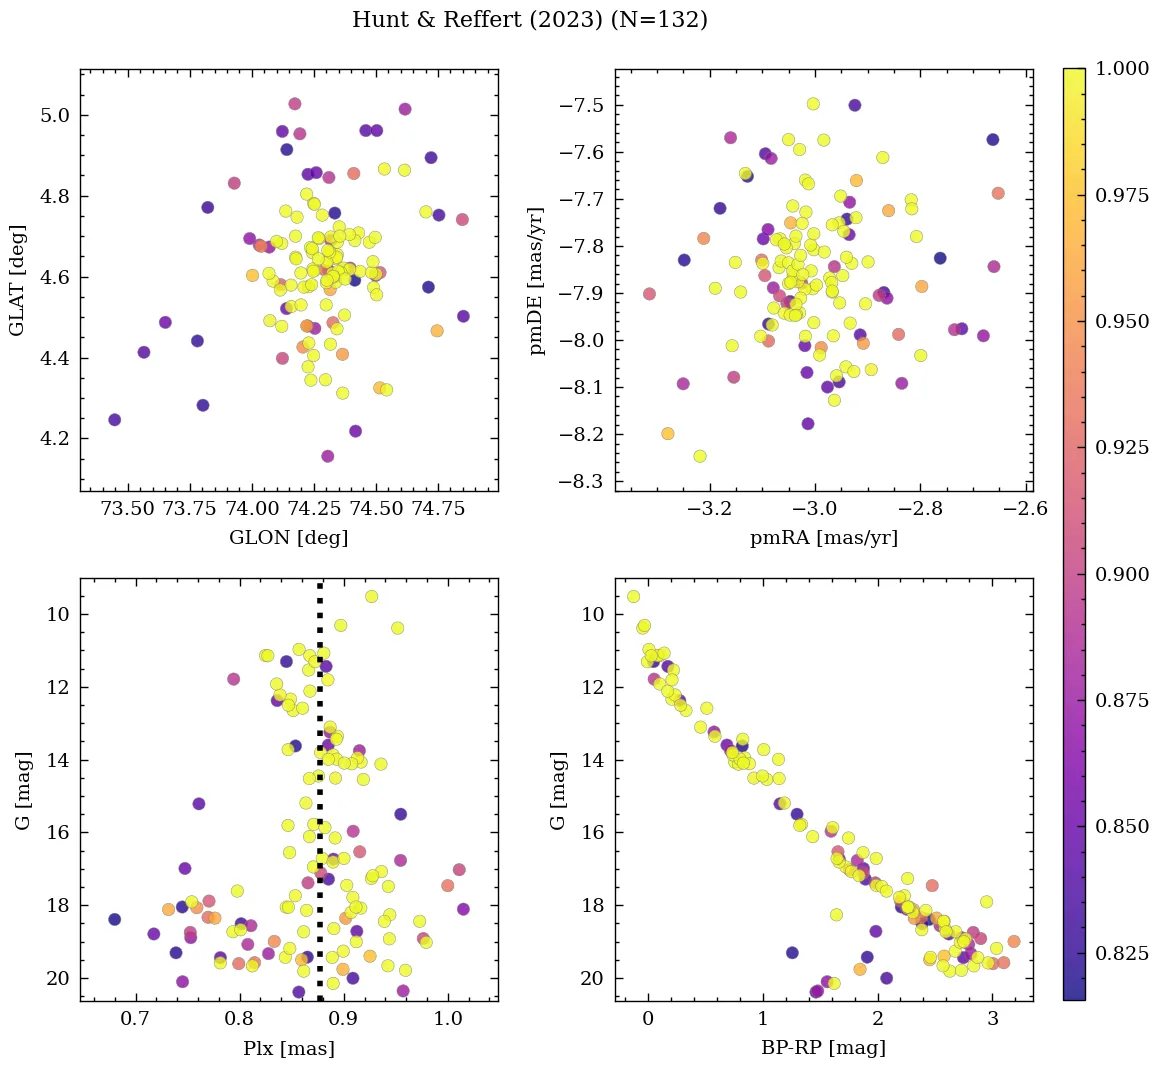 Hunt & Reffert (2023) (N=132)
5.0
4.8
4.6
4.4
4.2
GLAT [deg]
73.50 73.75 74.00 74.25 74.50 74.75
GLON [deg]
−7.5
−7.6
−7.7
−7.8
−7.9
−8.0
−8.1
−8.2
−8.3
pmDE [mas/yr]
−3.2 −3.0 −2.8 −2.6
pmRA [mas/yr]
1.000
0.975
0.950
0.925
0.900
0.875
0.850
0.825
10
12
14
16
18
20
G [mag]
0.7 0.8 0.9 1.0
Plx [mas]
10
12
14
16
18
20
G [mag]
0 1 2 3
BP-RP [mag]